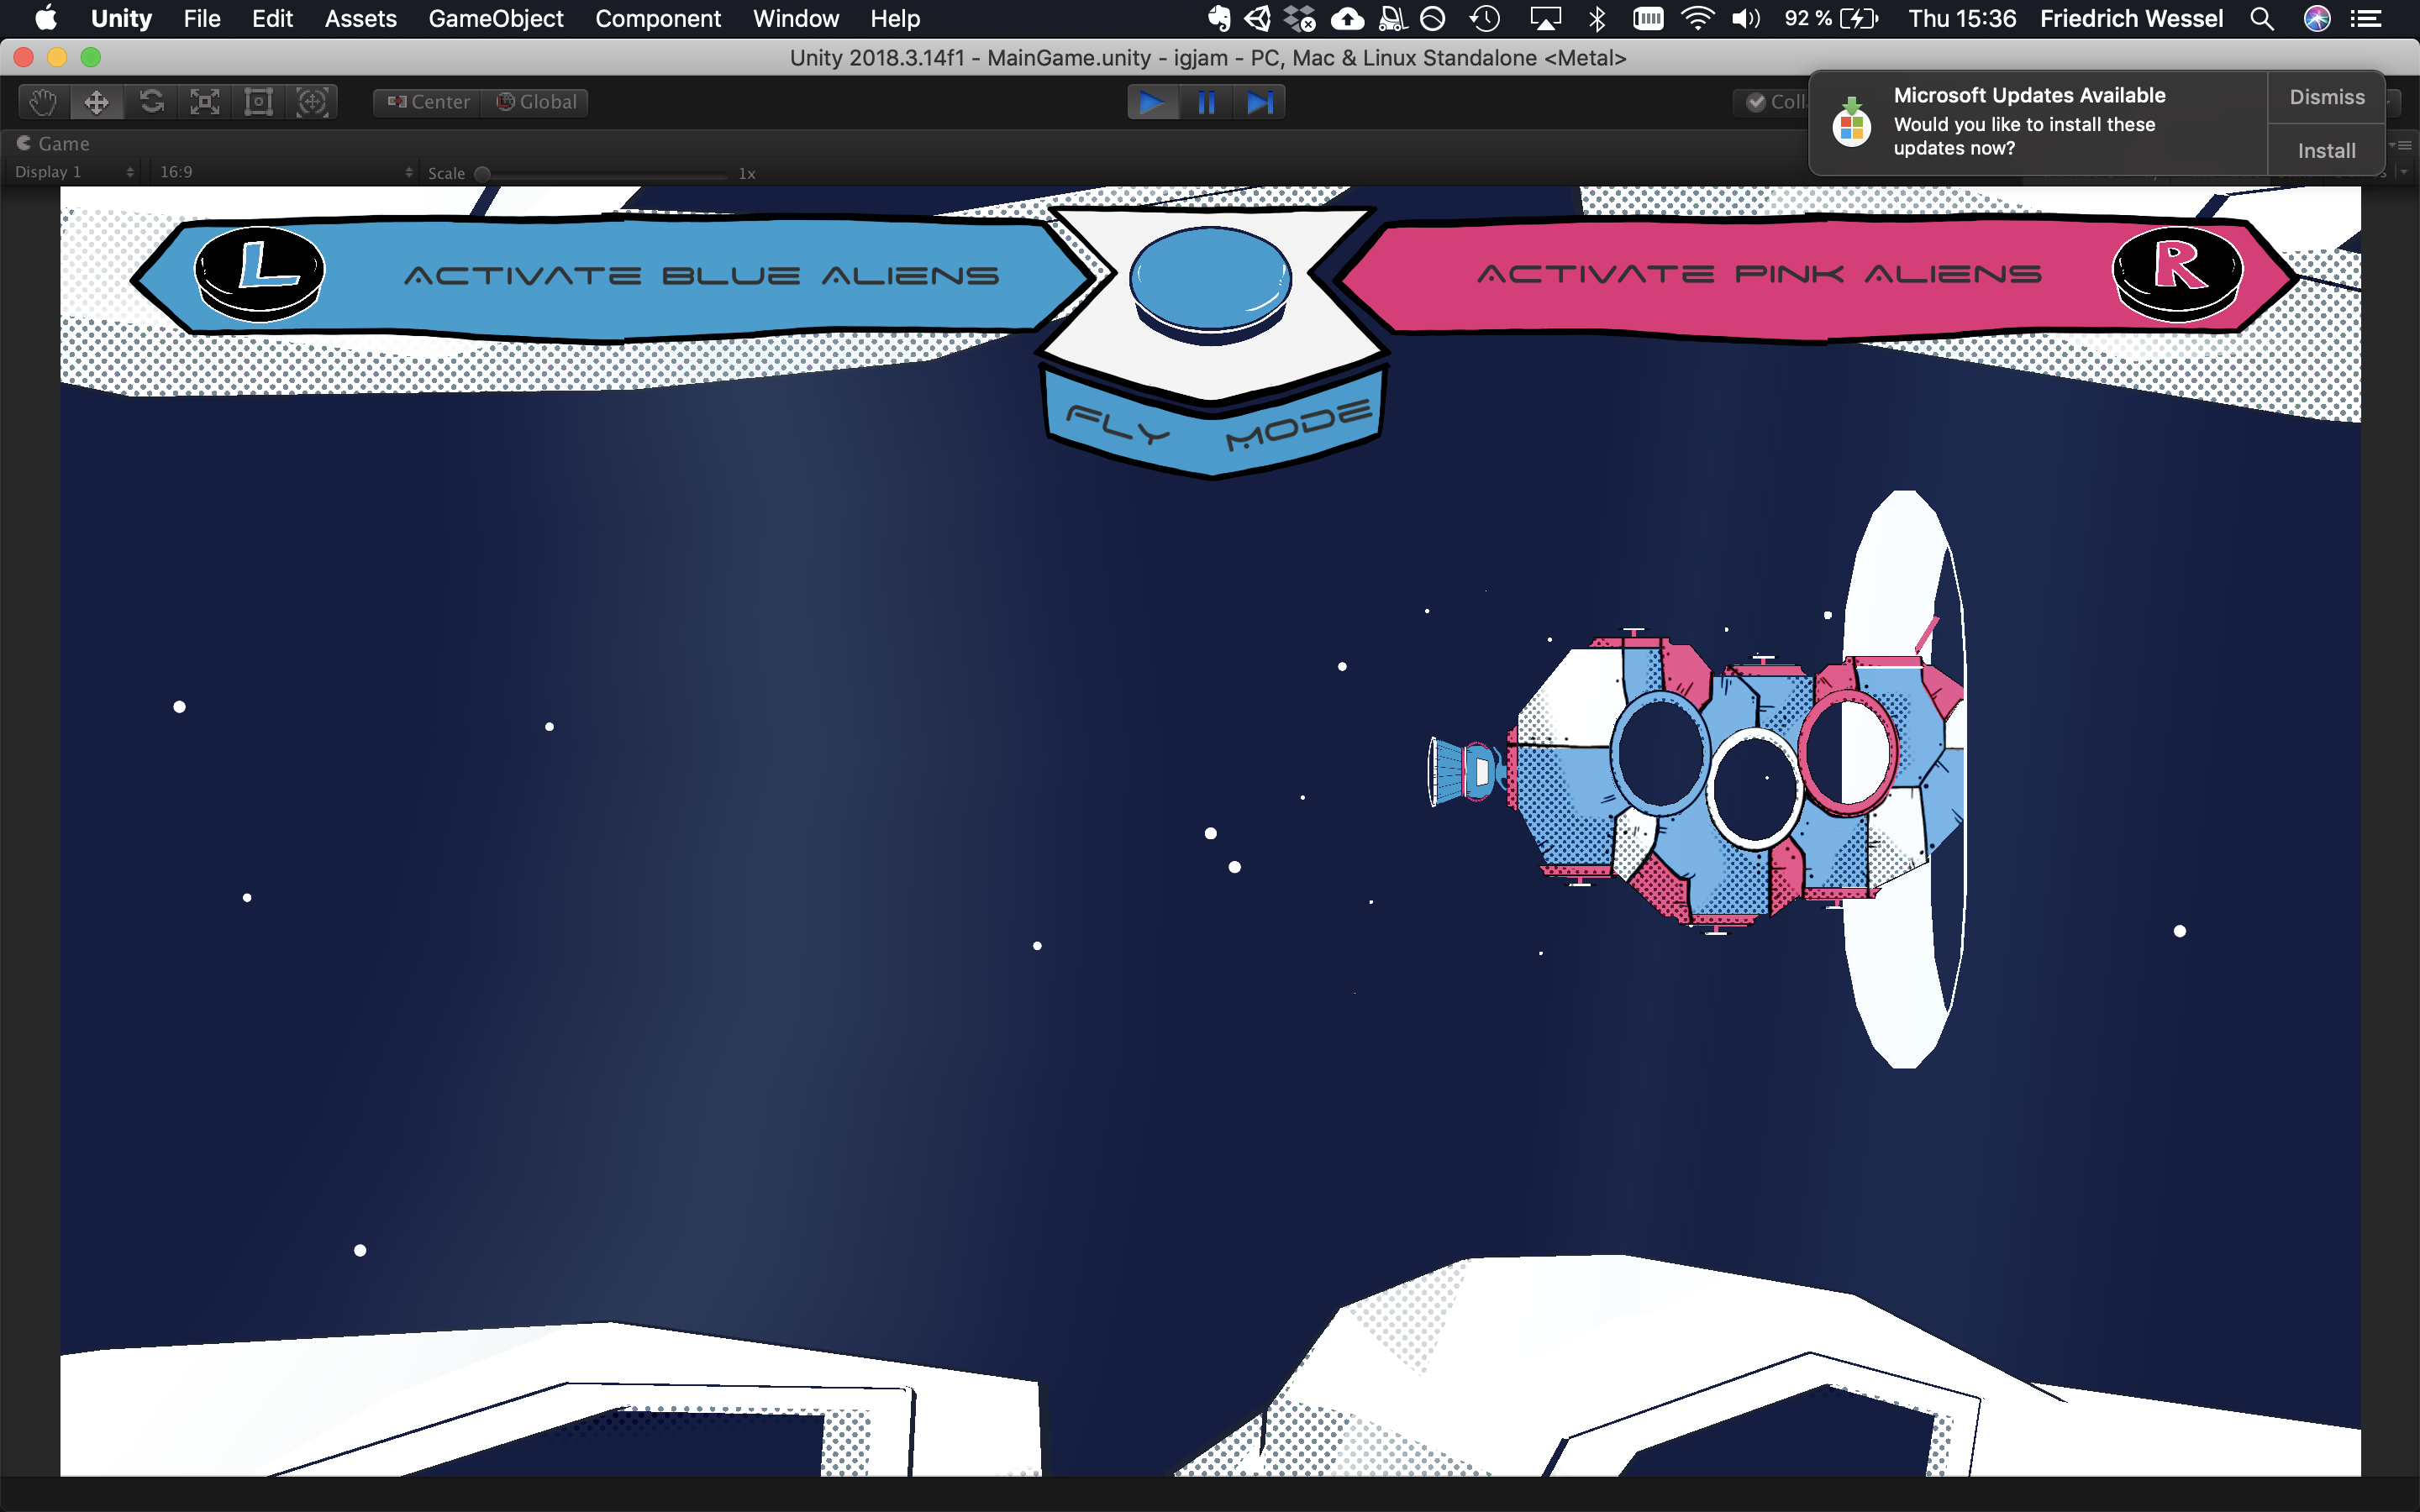 Unity File Edit Assets GameObject Component Window Help 92 % Thu 15:36 Friedrich Wessel
Unity 2018.3.14f1 - MainGame.unity - igjam - PC, Mac & Linux Standalone <Metal>
Center Global
Microsoft Updates Available
Would you like to install these
updates now?
Dismiss
Install
Game
Display 1 16:9 Scale 1x
L ACTIVATE BLUE ALIENS
ACTIVATE PINK ALIENS R
FLY MODE